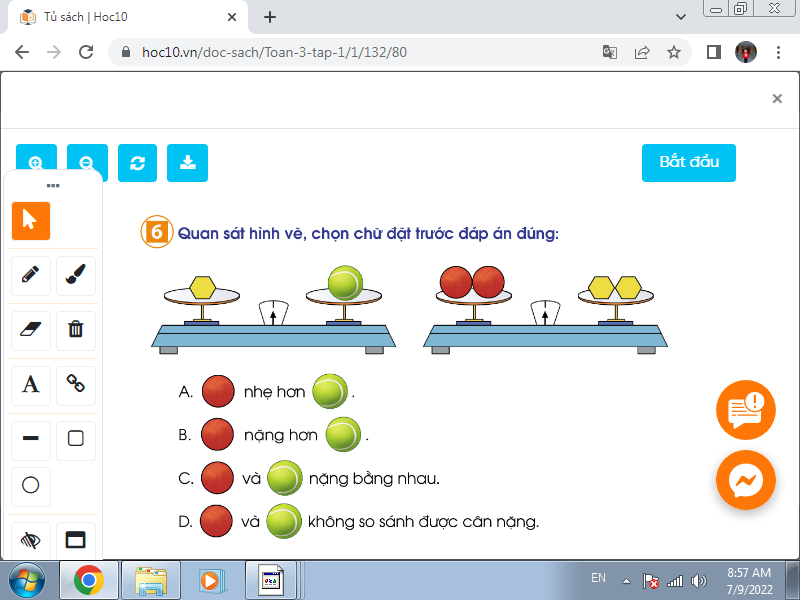 Tủ sách | Hoc10
hoc10.vn/doc-sach/Toan-3-tap-1/1/132/80
Bắt đầu
6 Quan sát hình vẽ, chọn chữ đặt trước đáp án đúng:
A. nhẹ hơn .
B. nặng hơn .
C. và nặng bằng nhau.
D. và không so sánh được cân nặng.
A
EN
8:57 AM
7/9/2022